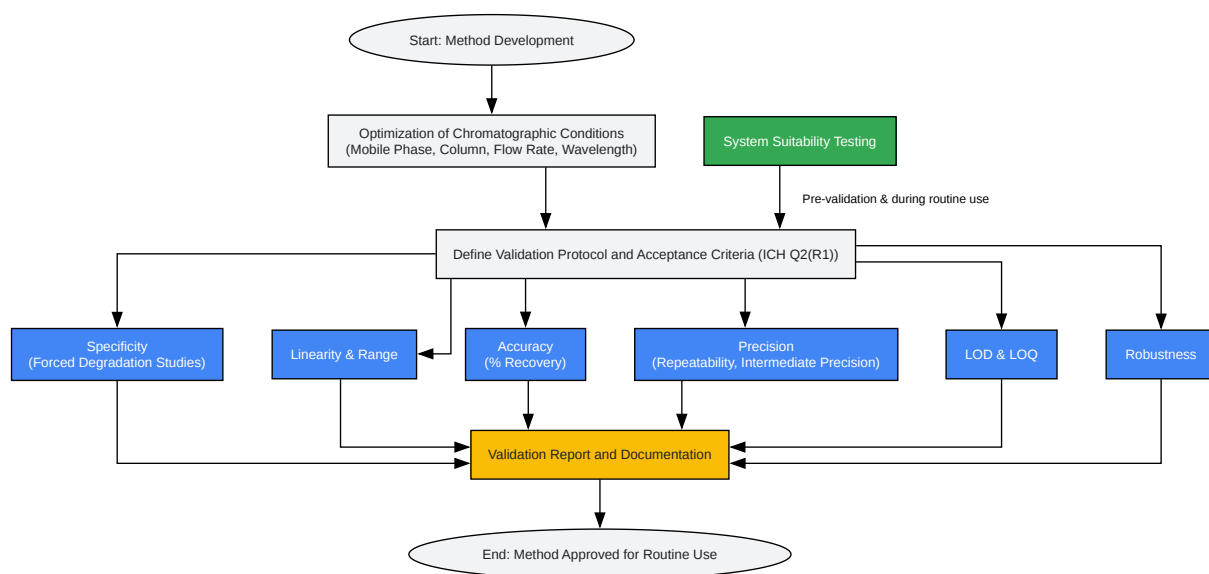 Start: Method Development
Optimization of Chromatographic Conditions
(Mobile Phase, Column, Flow Rate, Wavelength)
System Suitability Testing
Pre-validation & during routine use
Define Validation Protocol and Acceptance Criteria (ICH Q2(R1))
Specificity
(Forced Degradation Studies)
Linearity & Range
Accuracy
(% Recovery)
Precision
(Repeatability, Intermediate Precision)
LOD & LOQ
Robustness
Validation Report and Documentation
End: Method Approved for Routine Use